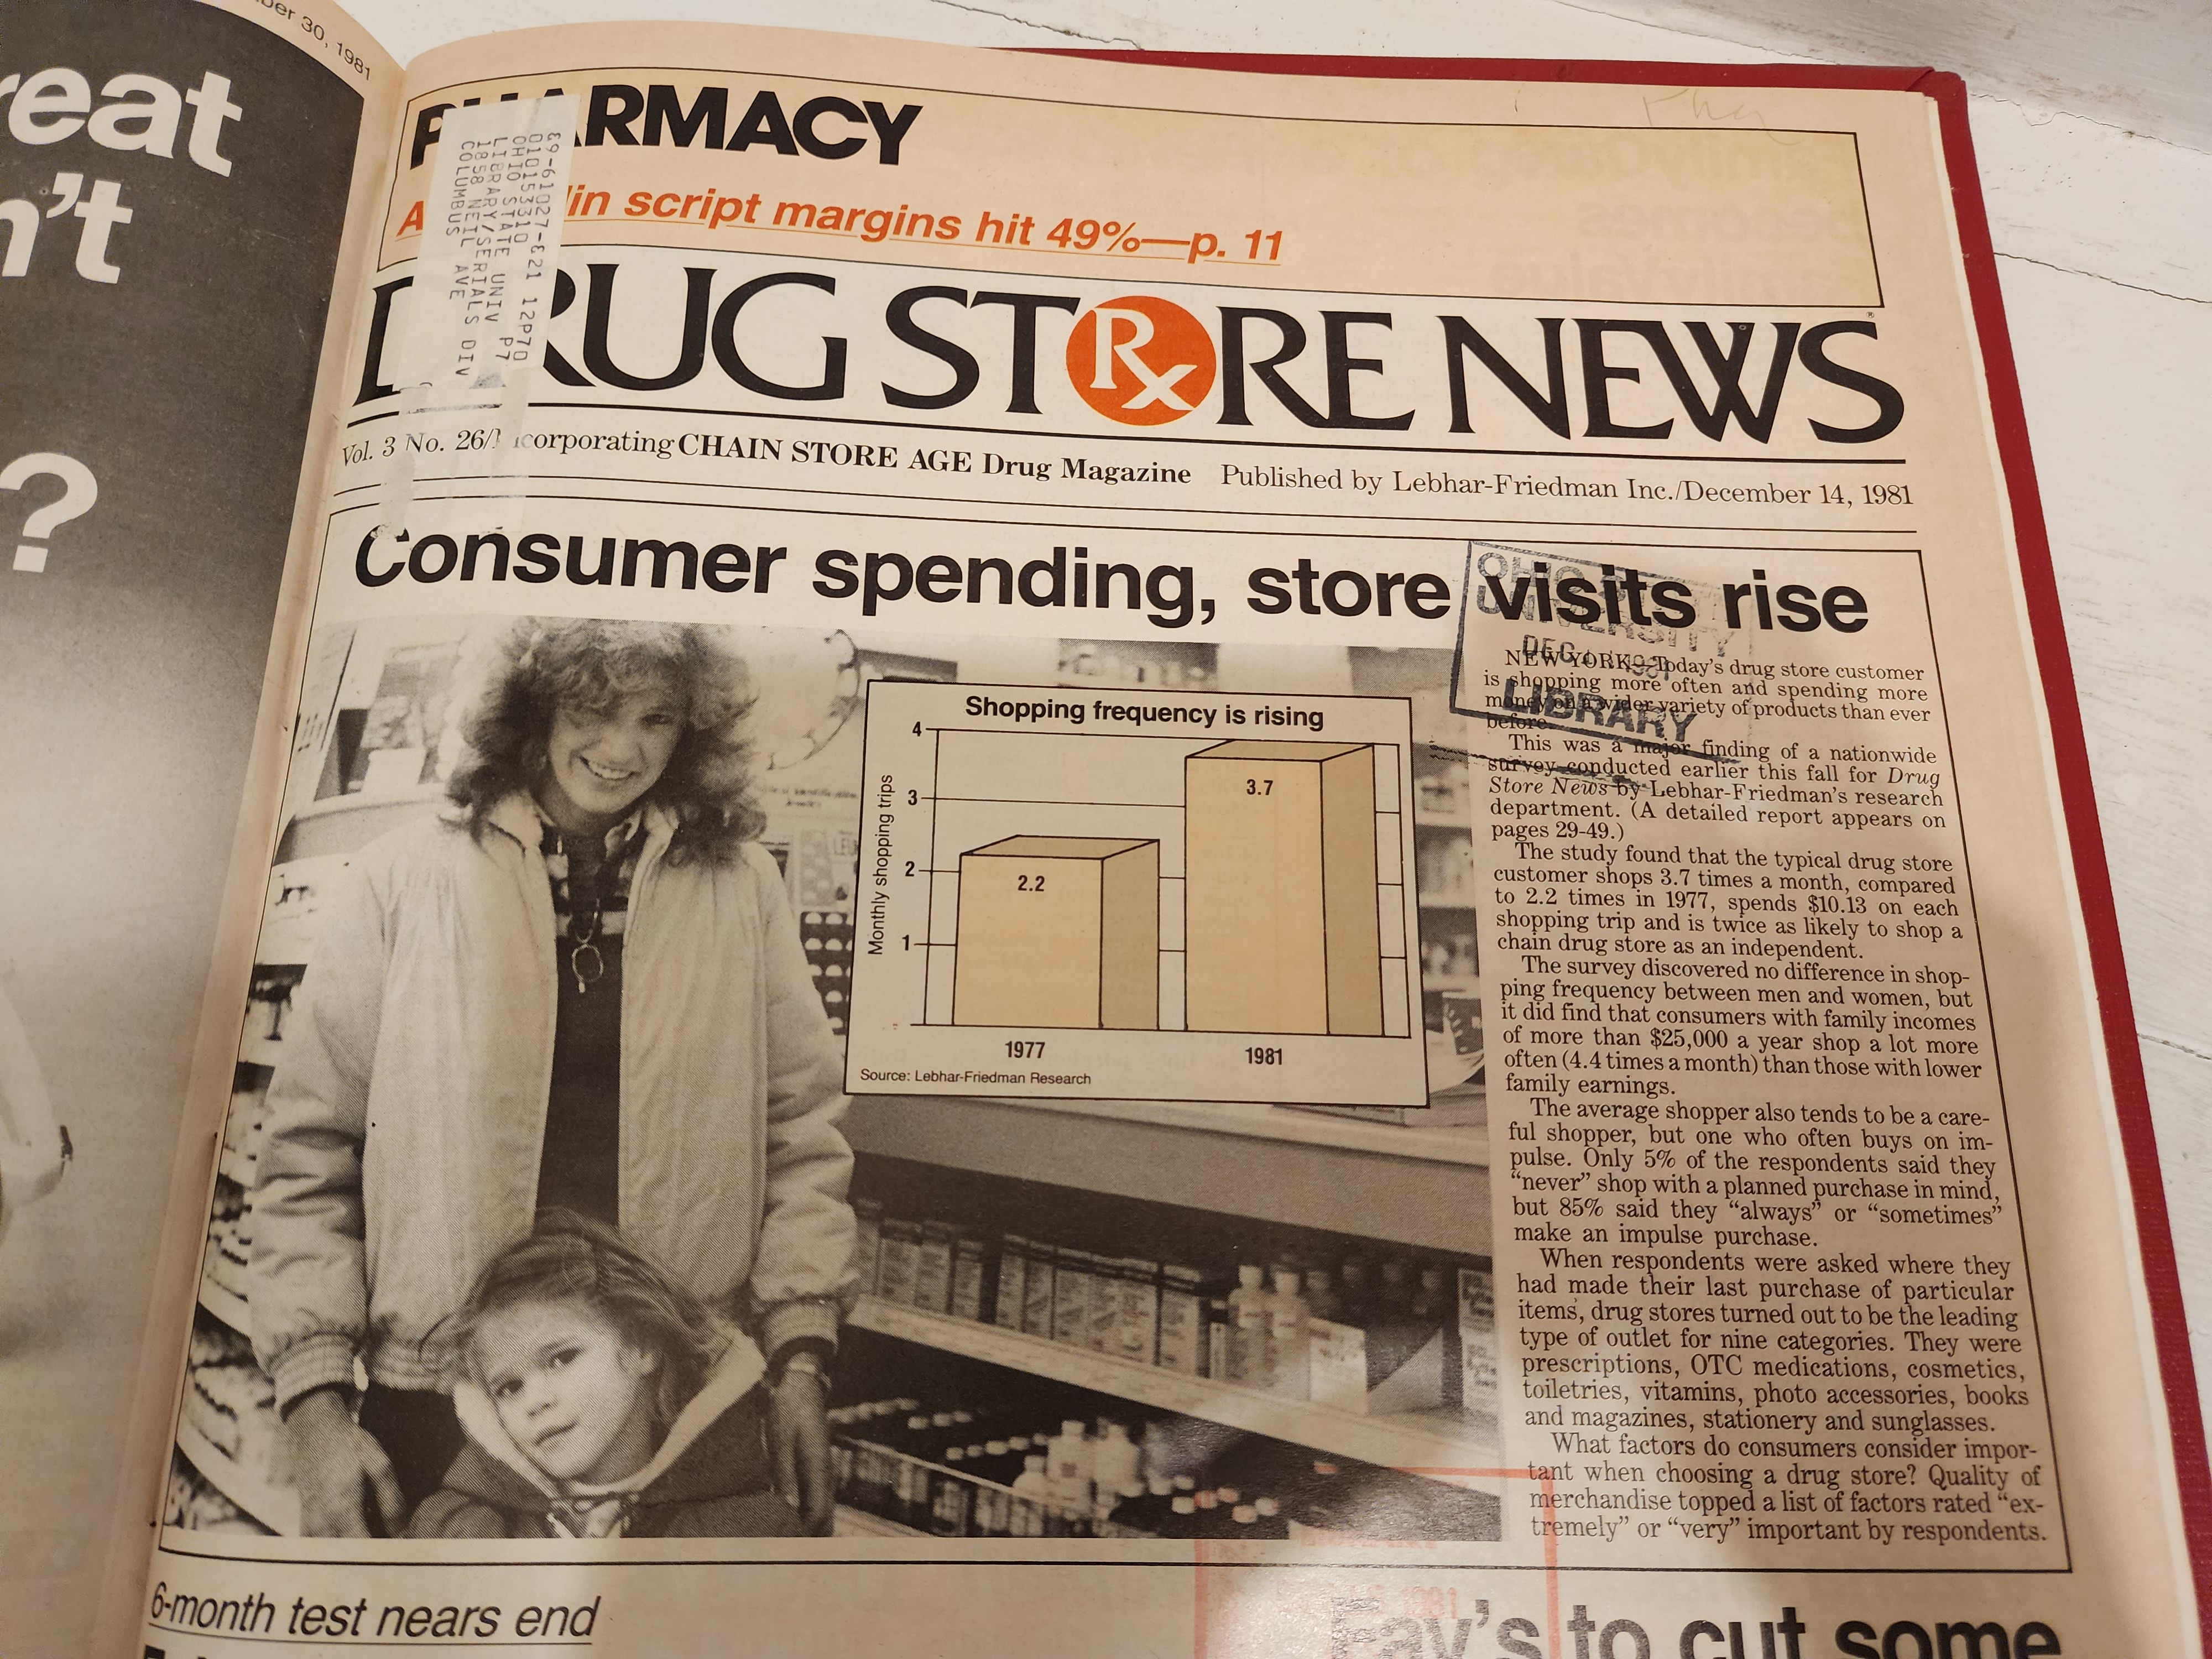 ber 30, 1981
reat
n't
?
PHARMACY
A lin script margins hit 49%—p. 11
£9-61027-£21 12P70
010153310
OHIO STATE UNIV P7
LIBRARY/SERIALS DIV
1858 NEIL AVE
COLUMBUS
DRUG STORE NEWS®
Rx
Vol. 3 No. 26/Incorporating CHAIN STORE AGE Drug Magazine Published by Lebhar-Friedman Inc./December 14, 1981
Consumer spending, store visits rise
OHIO
UNIVERSITY
DEC 1981
LIBRARY
Shopping frequency is rising
Monthly shopping trips
4
3
2
1
2.2
3.7
1977
1981
Source: Lebhar-Friedman Research
NEW YORK—Today's drug store customer
is shopping more often and spending more
money on a wider variety of products than ever
before.
This was a major finding of a nationwide
survey conducted earlier this fall for Drug
Store News by Lebhar-Friedman's research
department. (A detailed report appears on
pages 29-49.)
The study found that the typical drug store
customer shops 3.7 times a month, compared
to 2.2 times in 1977, spends $10.13 on each
shopping trip and is twice as likely to shop a
chain drug store as an independent.
The survey discovered no difference in shop-
ping frequency between men and women, but
it did find that consumers with family incomes
of more than $25,000 a year shop a lot more
often (4.4 times a month) than those with lower
family earnings.
The average shopper also tends to be a care-
ful shopper, but one who often buys on im-
pulse. Only 5% of the respondents said they
“never” shop with a planned purchase in mind,
but 85% said they “always” or “sometimes”
make an impulse purchase.
When respondents were asked where they
had made their last purchase of particular
items, drug stores turned out to be the leading
type of outlet for nine categories. They were
prescriptions, OTC medications, cosmetics,
toiletries, vitamins, photo accessories, books
and magazines, stationery and sunglasses.
What factors do consumers consider impor-
tant when choosing a drug store? Quality of
merchandise topped a list of factors rated “ex-
tremely” or “very” important by respondents.
6-month test nears end
Fay's to cut some